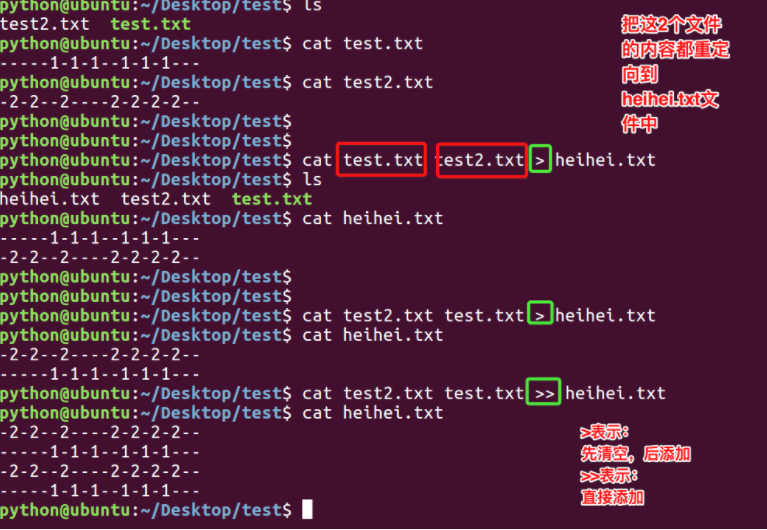 python@ubuntu:~/Desktop/test$ ls
test2.txt  test.txt
python@ubuntu:~/Desktop/test$ cat test.txt
-----1-1-1--1-1-1---
python@ubuntu:~/Desktop/test$ cat test2.txt
-2-2--2----2-2-2-2--
python@ubuntu:~/Desktop/test$
python@ubuntu:~/Desktop/test$
python@ubuntu:~/Desktop/test$ cat test.txt test2.txt > heihei.txt
python@ubuntu:~/Desktop/test$ ls
heihei.txt  test2.txt  test.txt
python@ubuntu:~/Desktop/test$ cat heihei.txt
-----1-1-1--1-1-1---
-2-2--2----2-2-2-2--
python@ubuntu:~/Desktop/test$
python@ubuntu:~/Desktop/test$
python@ubuntu:~/Desktop/test$ cat test2.txt test.txt > heihei.txt
python@ubuntu:~/Desktop/test$ cat heihei.txt
-2-2--2----2-2-2-2--
-----1-1-1--1-1-1---
python@ubuntu:~/Desktop/test$ cat test2.txt test.txt >> heihei.txt
python@ubuntu:~/Desktop/test$ cat heihei.txt
-2-2--2----2-2-2-2--
-----1-1-1--1-1-1---
-2-2--2----2-2-2-2--
-----1-1-1--1-1-1---
python@ubuntu:~/Desktop/test$
把这2个文件
的内容都重定
向到
heihei.txt文
件中
>表示：
先清空，后添加
>>表示：
直接添加